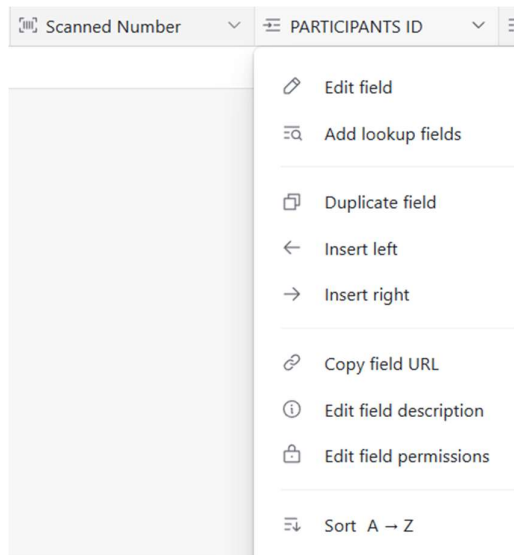 Scanned Number
PARTICIPANTS ID
Edit field
Add lookup fields
Duplicate field
Insert left
Insert right
Copy field URL
Edit field description
Edit field permissions
Sort A → Z